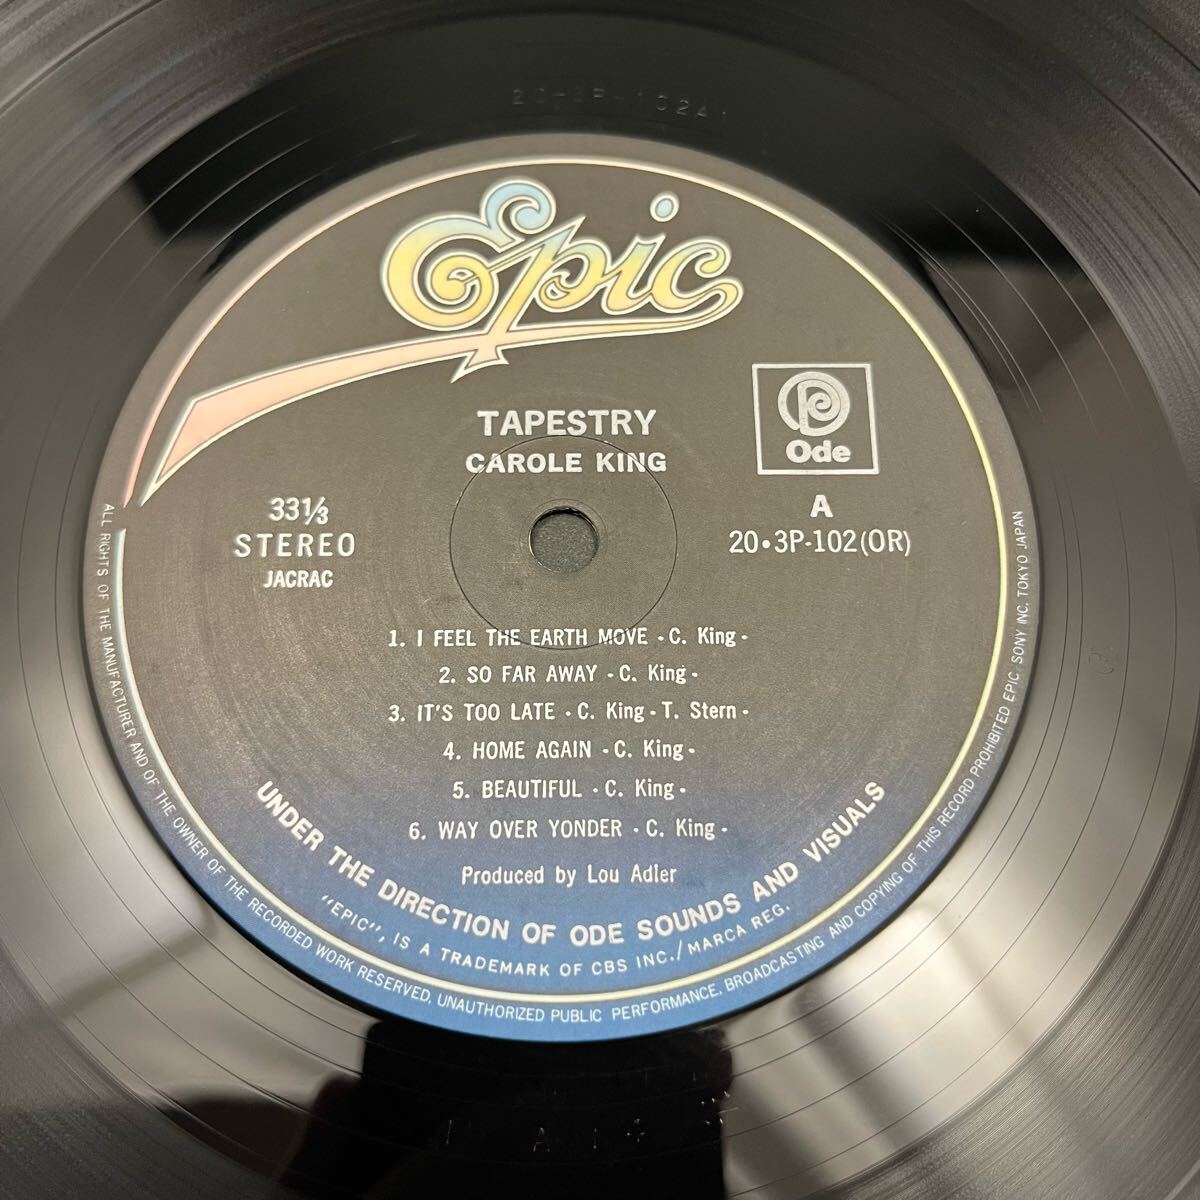 Epic
TAPESTRY
CAROLE KING
Ode
33⅓
STEREO
JACRAC
A
20・3P-102(OR)
1. I FEEL THE EARTH MOVE - C. King -
2. SO FAR AWAY - C. King -
3. IT'S TOO LATE - C. King - T. Stern -
4. HOME AGAIN - C. King -
5. BEAUTIFUL - C. King -
6. WAY OVER YONDER - C. King -
Produced by Lou Adler
UNDER THE DIRECTION OF ODE SOUNDS AND VISUALS
"EPIC", IS A TRADEMARK OF CBS INC./MARCA REG.
ALL RIGHTS OF THE MANUFACTURER AND OF THE OWNER OF THE RECORDED WORK RESERVED. UNAUTHORIZED PUBLIC PERFORMANCE. BROADCASTING AND COPYING OF THIS RECORD PROHIBITED EPIC/SONY INC. TOKYO JAPAN